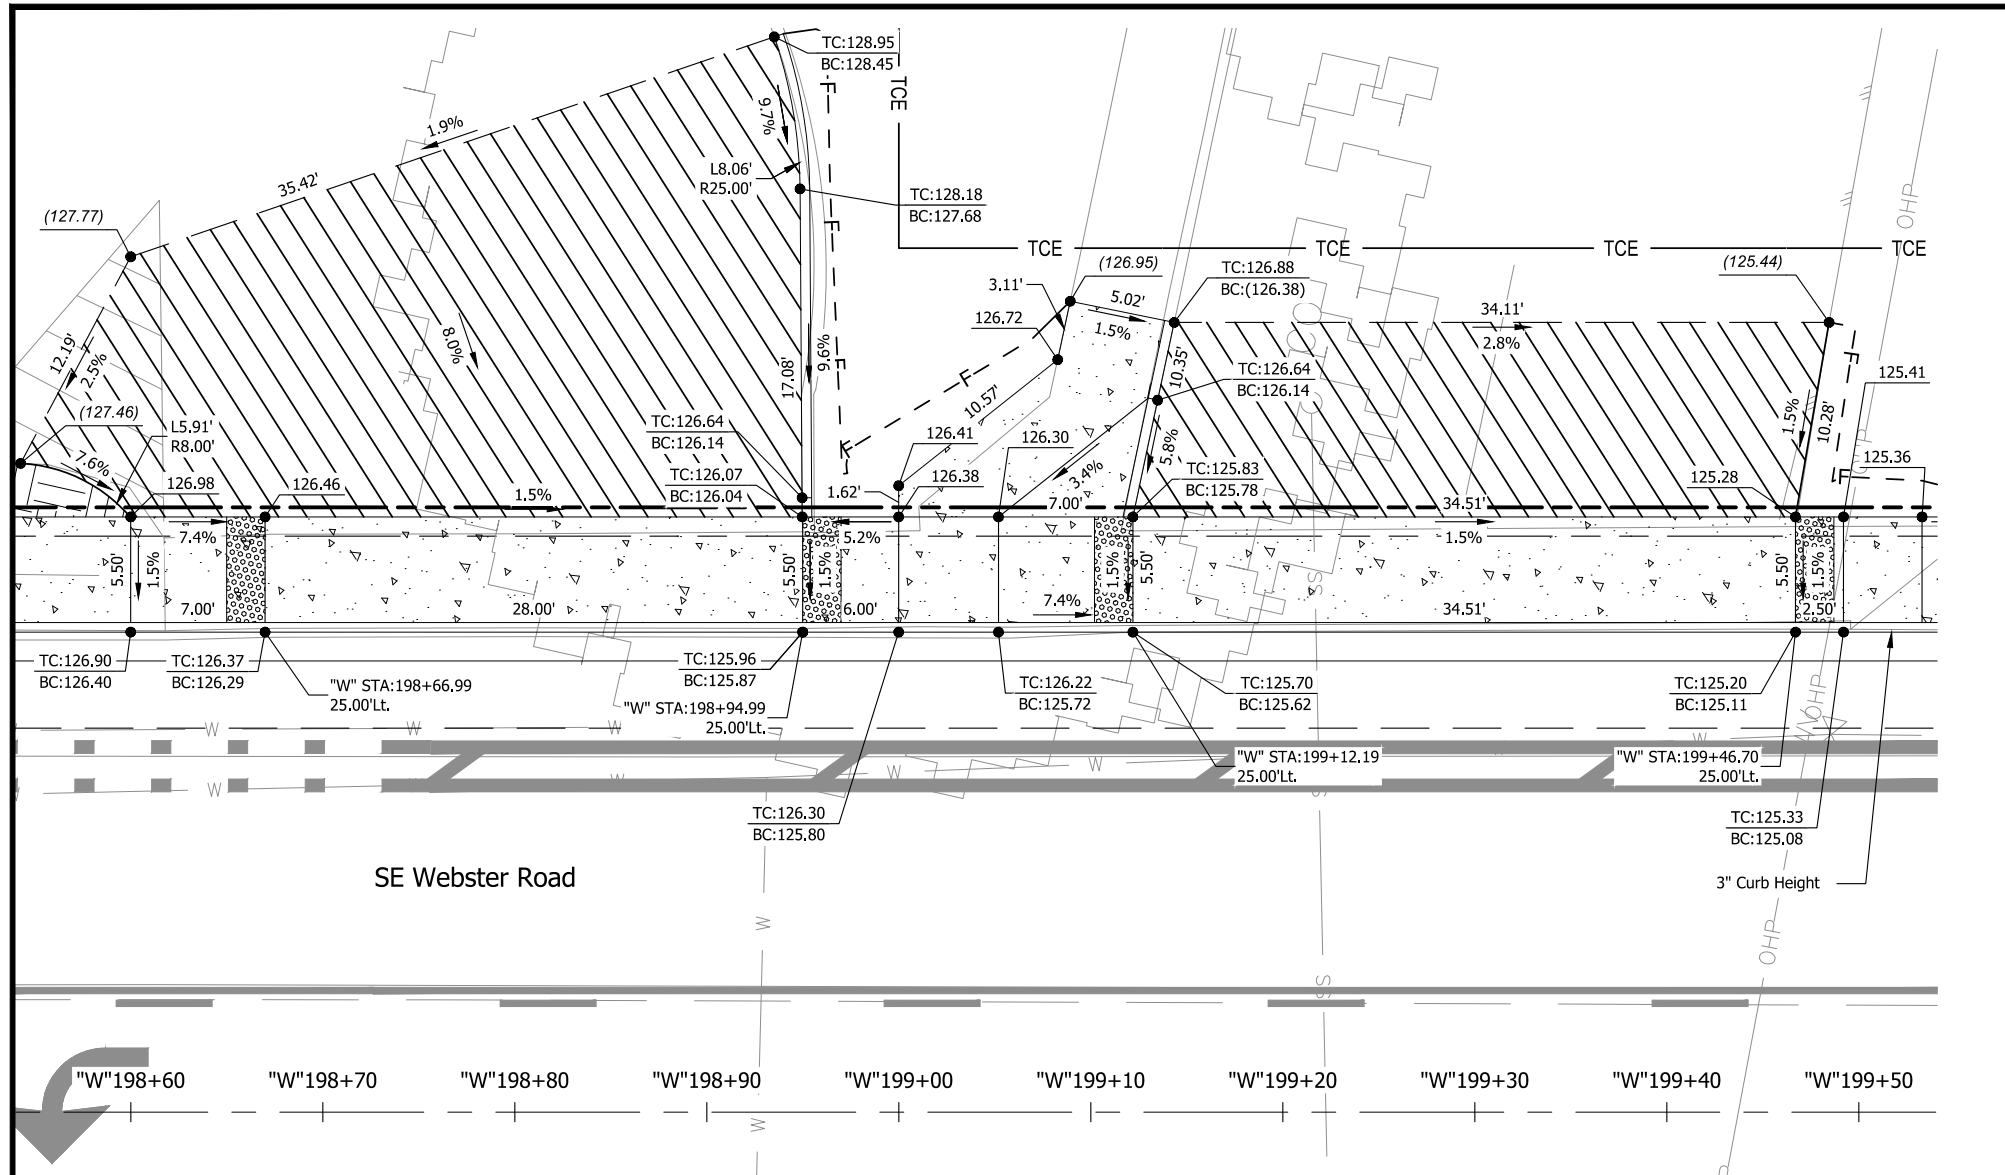 TC:128.95
BC:128.45
TCE
F
F
9.7%
1.9%
L8.06'
R25.00'
35.42'
TC:128.18
BC:127.68
OHP
(127.77)
TCE
TCE
TCE
TCE
(126.95)
TC:126.88
BC:(126.38)
(125.44)
3.11'
5.02'
1.5%
126.72
34.11'
2.8%
8.0%
9.6%
17.08'
12.19'
2.5%
10.35'
TC:126.64
BC:126.14
125.41
F
F
10.57'
1.5%
10.28'
(127.46)
L5.91'
R8.00'
TC:126.64
BC:126.14
126.41
126.30
5.8%
3.4%
7.6%
126.98
126.46
TC:126.07
BC:126.04
1.62'
126.38
TC:125.83
BC:125.78
125.28
125.36
F
1.5%
7.00'
34.51'
7.4%
5.2%
1.5%
5.50'
1.5%
5.50'
1.5%
1.5%
5.50'
5.50'
1.5%
7.00'
28.00'
6.00'
7.4%
34.51'
2.50'
TC:126.90
BC:126.40
TC:126.37
BC:126.29
TC:125.96
BC:125.87
TC:126.22
BC:125.72
TC:125.70
BC:125.62
TC:125.20
BC:125.11
"W" STA:198+66.99
25.00'Lt.
"W" STA:198+94.99
25.00'Lt.
"W" STA:199+12.19
25.00'Lt.
"W" STA:199+46.70
25.00'Lt.
W
W
W
W
W
W
W
TC:126.30
BC:125.80
TC:125.33
BC:125.08
SE Webster Road
3" Curb Height
W
W
OHP
"W"198+60
"W"198+70
"W"198+80
"W"198+90
"W"199+00
"W"199+10
"W"199+20
"W"199+30
"W"199+40
"W"199+50
W